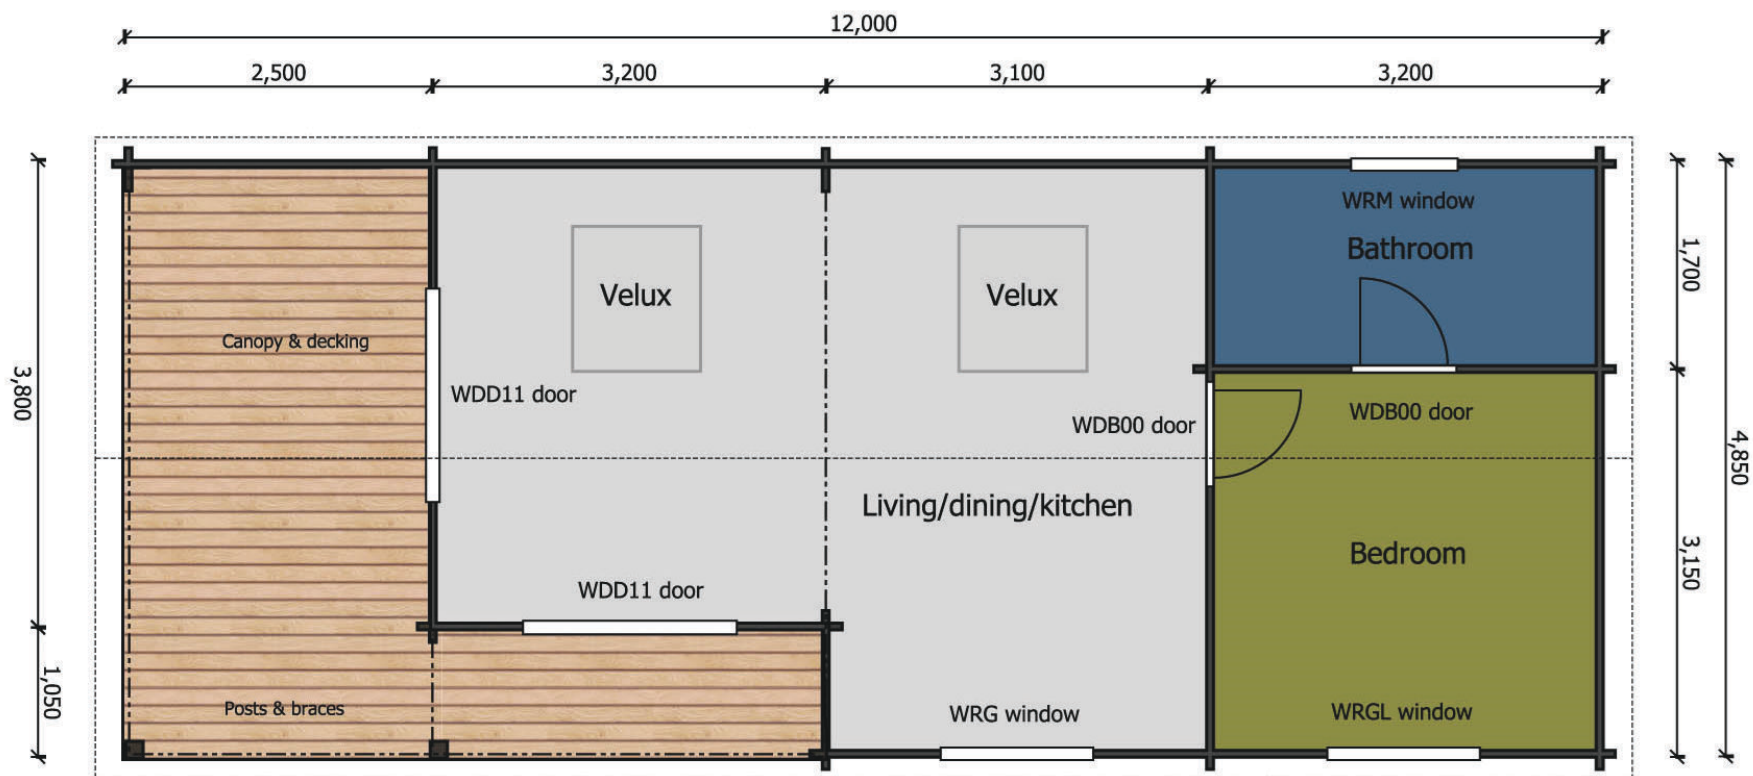 12,000
2,500
3,200
3,100
3,200
WRM window
Bathroom
1,700
Velux
Velux
Canopy & decking
3,800
WDD11 door
WDB00 door
WDB00 door
4,850
Living/dining/kitchen
Bedroom
3,150
WDD11 door
1,050
Posts & braces
WRG window
WRGL window